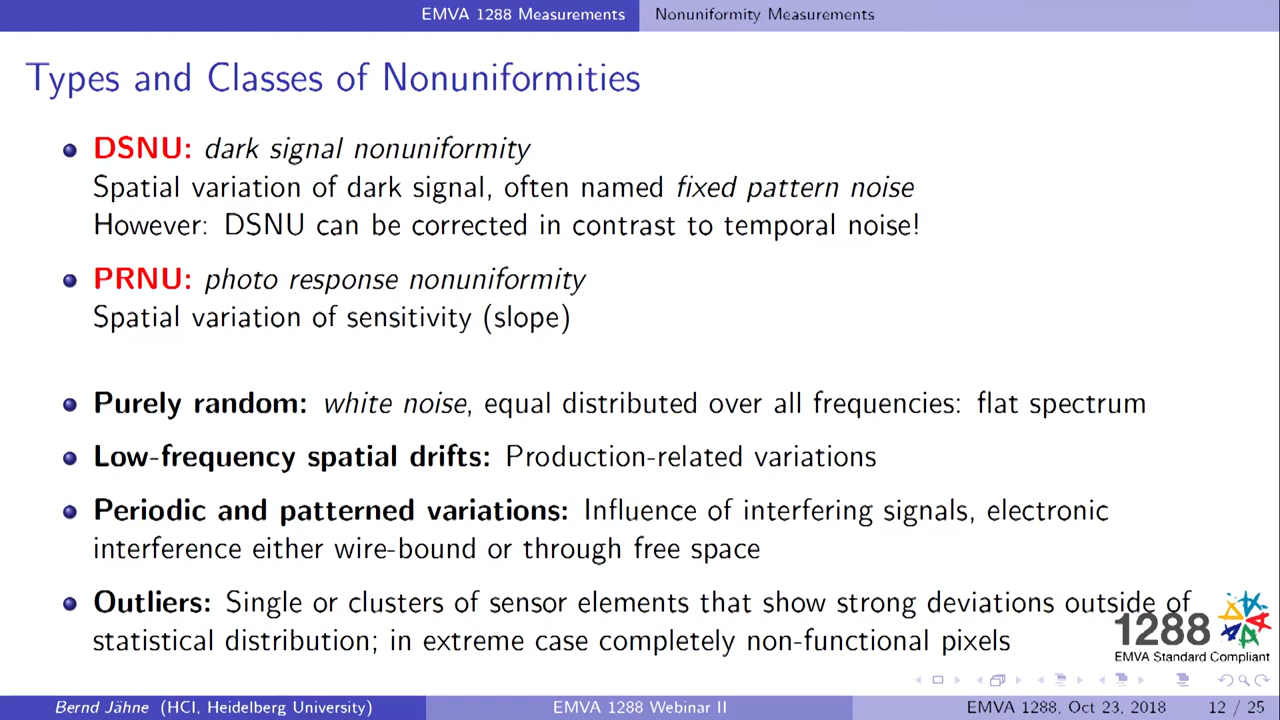 EMVA 1288 Measurements
Nonuniformity Measurements
Types and Classes of Nonuniformities
DSNU: dark signal nonuniformity
Spatial variation of dark signal, often named fixed pattern noise
However: DSNU can be corrected in contrast to temporal noise!
PRNU: photo response nonuniformity
Spatial variation of sensitivity (slope)
Purely random: white noise, equal distributed over all frequencies: flat spectrum
Low-frequency spatial drifts: Production-related variations
Periodic and patterned variations: Influence of interfering signals, electronic
interference either wire-bound or through free space
Outliers: Single or clusters of sensor elements that show strong deviations outside of
statistical distribution; in extreme case completely non-functional pixels
1288
EMVA Standard Compliant
Bernd Jähne (HCI, Heidelberg University)
EMVA 1288 Webinar II
EMVA 1288, Oct 23, 2018
12 / 25